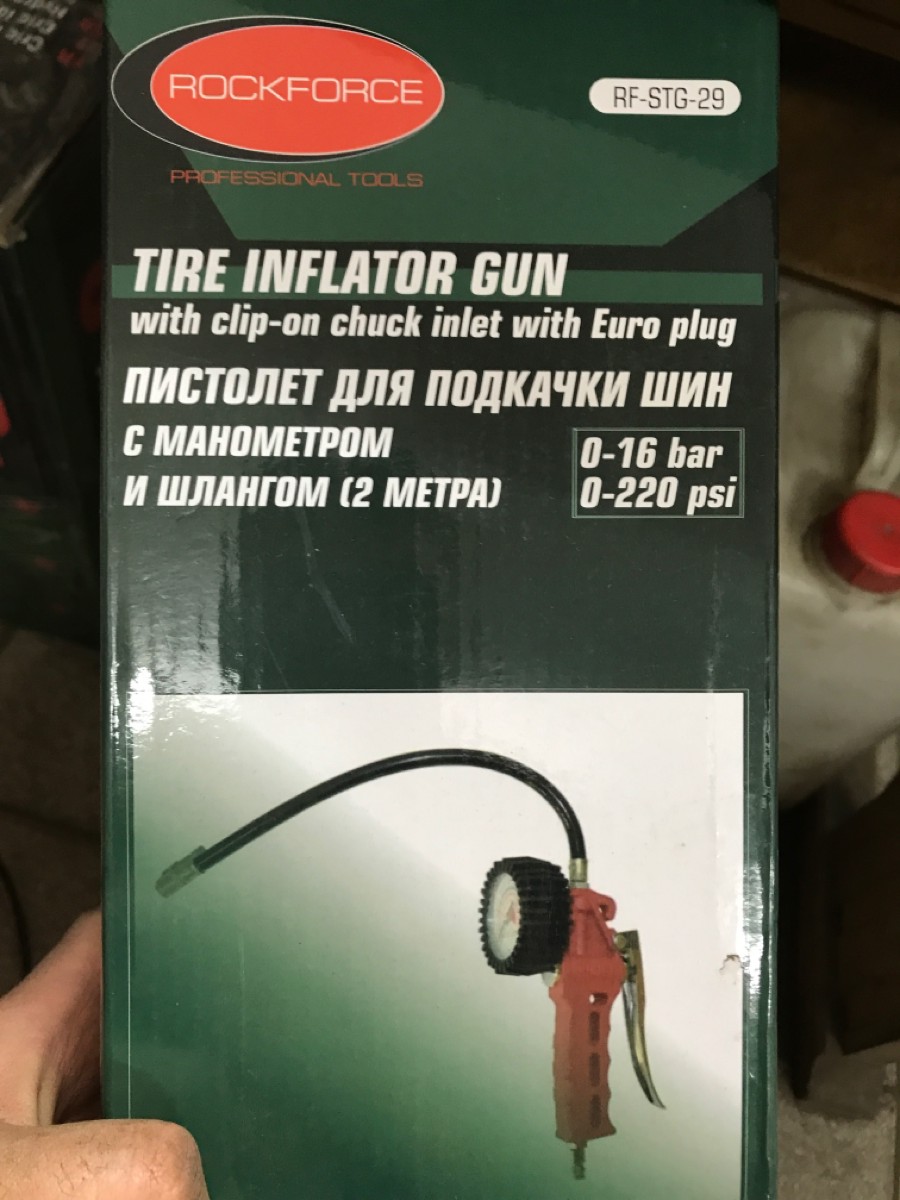 ROCKFORCE
RF-STG-29
PROFESSIONAL TOOLS
TIRE INFLATOR GUN
with clip-on chuck inlet with Euro plug
ПИСТОЛЕТ ДЛЯ ПОДКАЧКИ ШИН
С МАНОМЕТРОМ
И ШЛАНГОМ (2 МЕТРА)
0-16 bar
0-220 psi